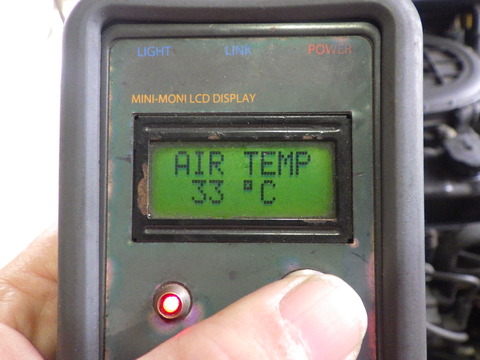 LIGHT LINK POWER
MINI-MONI LCD DISPLAY
AIR TEMP
33 °C